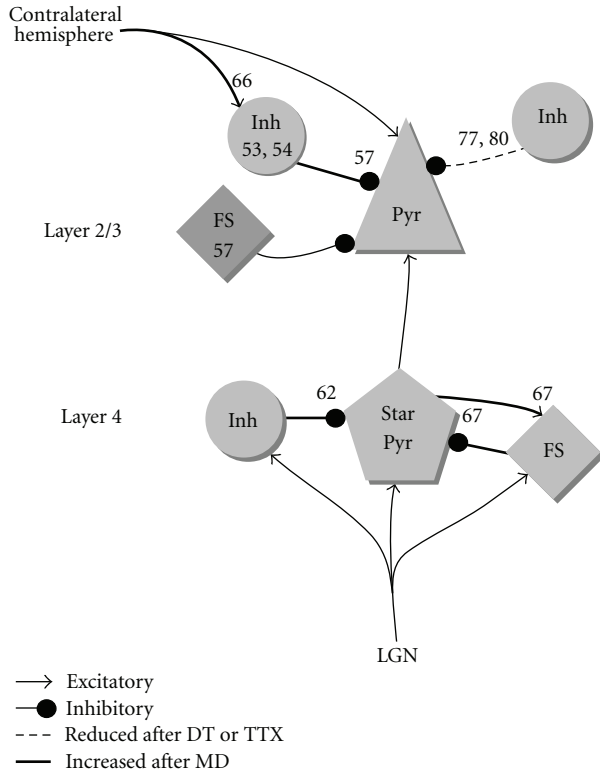 Contralateral
hemisphere
66
Inh
53, 54
57
77, 80
Inh
Pyr
Layer 2/3
FS
57
Layer 4
Inh
62
Star
Pyr
67
67
FS
LGN
Excitatory
Inhibitory
Reduced after DT or TTX
Increased after MD